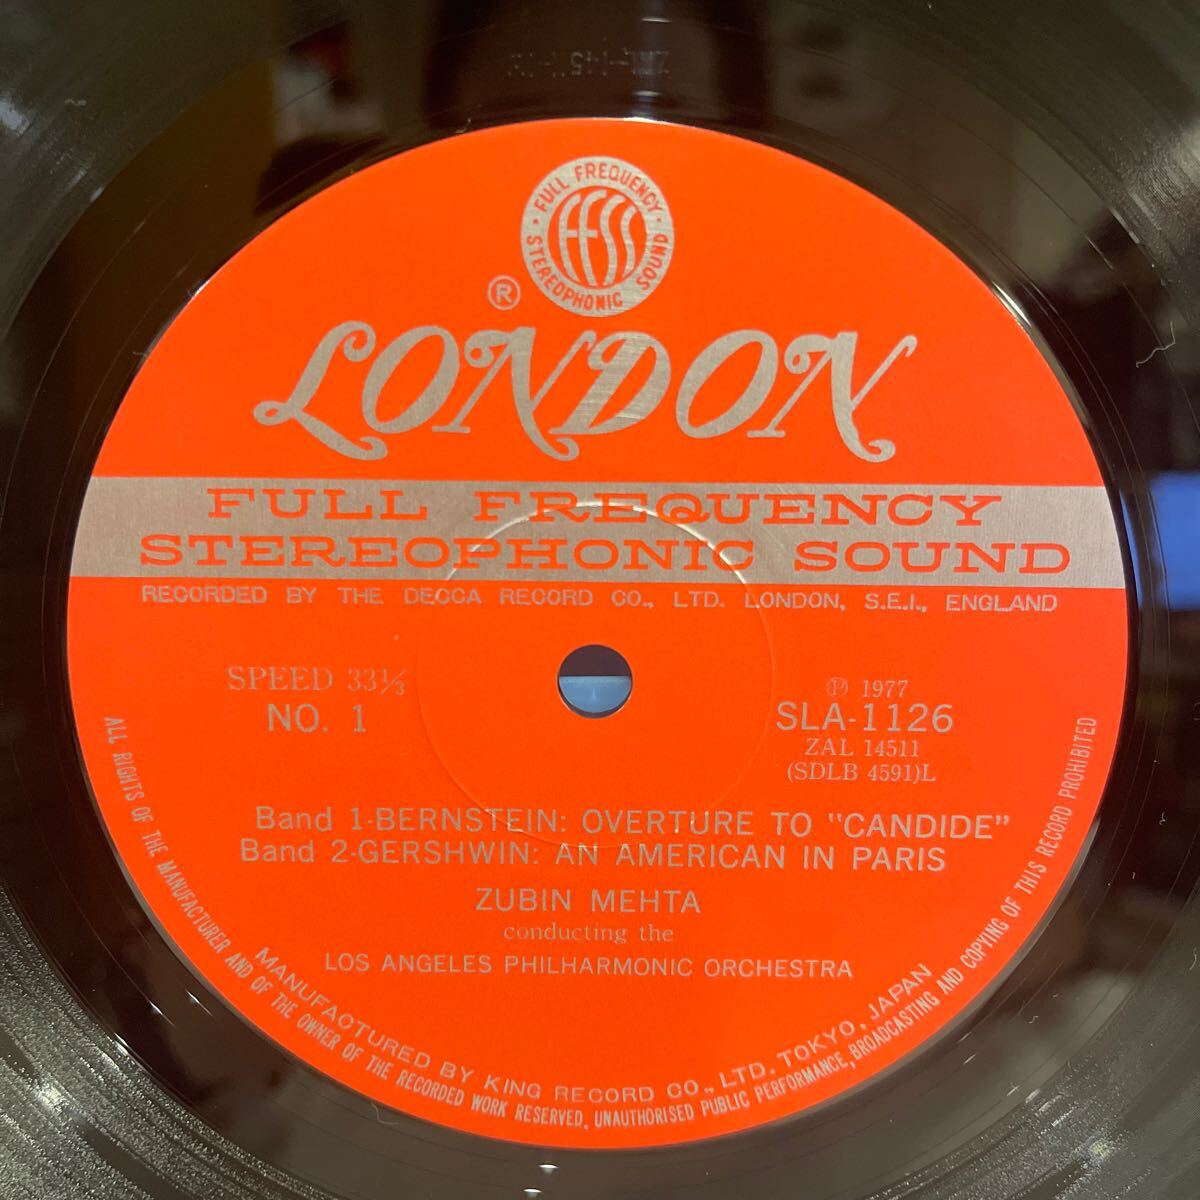 FULL FREQUENCY
FFSS
STEREOPHONIC SOUND
®
LONDON
FULL FREQUENCY
STEREOPHONIC SOUND
RECORDED BY THE DECCA RECORD CO., LTD. LONDON, S.E.I., ENGLAND
SPEED 33⅓
NO. 1
℗ 1977
SLA-1126
ZAL 14511
(SDLB 4591)L
Band 1-BERNSTEIN: OVERTURE TO "CANDIDE"
Band 2-GERSHWIN: AN AMERICAN IN PARIS
ZUBIN MEHTA
conducting the
LOS ANGELES PHILHARMONIC ORCHESTRA
MANUFACTURED BY KING RECORD CO., LTD. TOKYO, JAPAN
ALL RIGHTS OF THE MANUFACTURER AND OF THE OWNER OF THE RECORDED WORK RESERVED, UNAUTHORISED PUBLIC PERFORMANCE, BROADCASTING AND COPYING OF THIS RECORD PROHIBITED